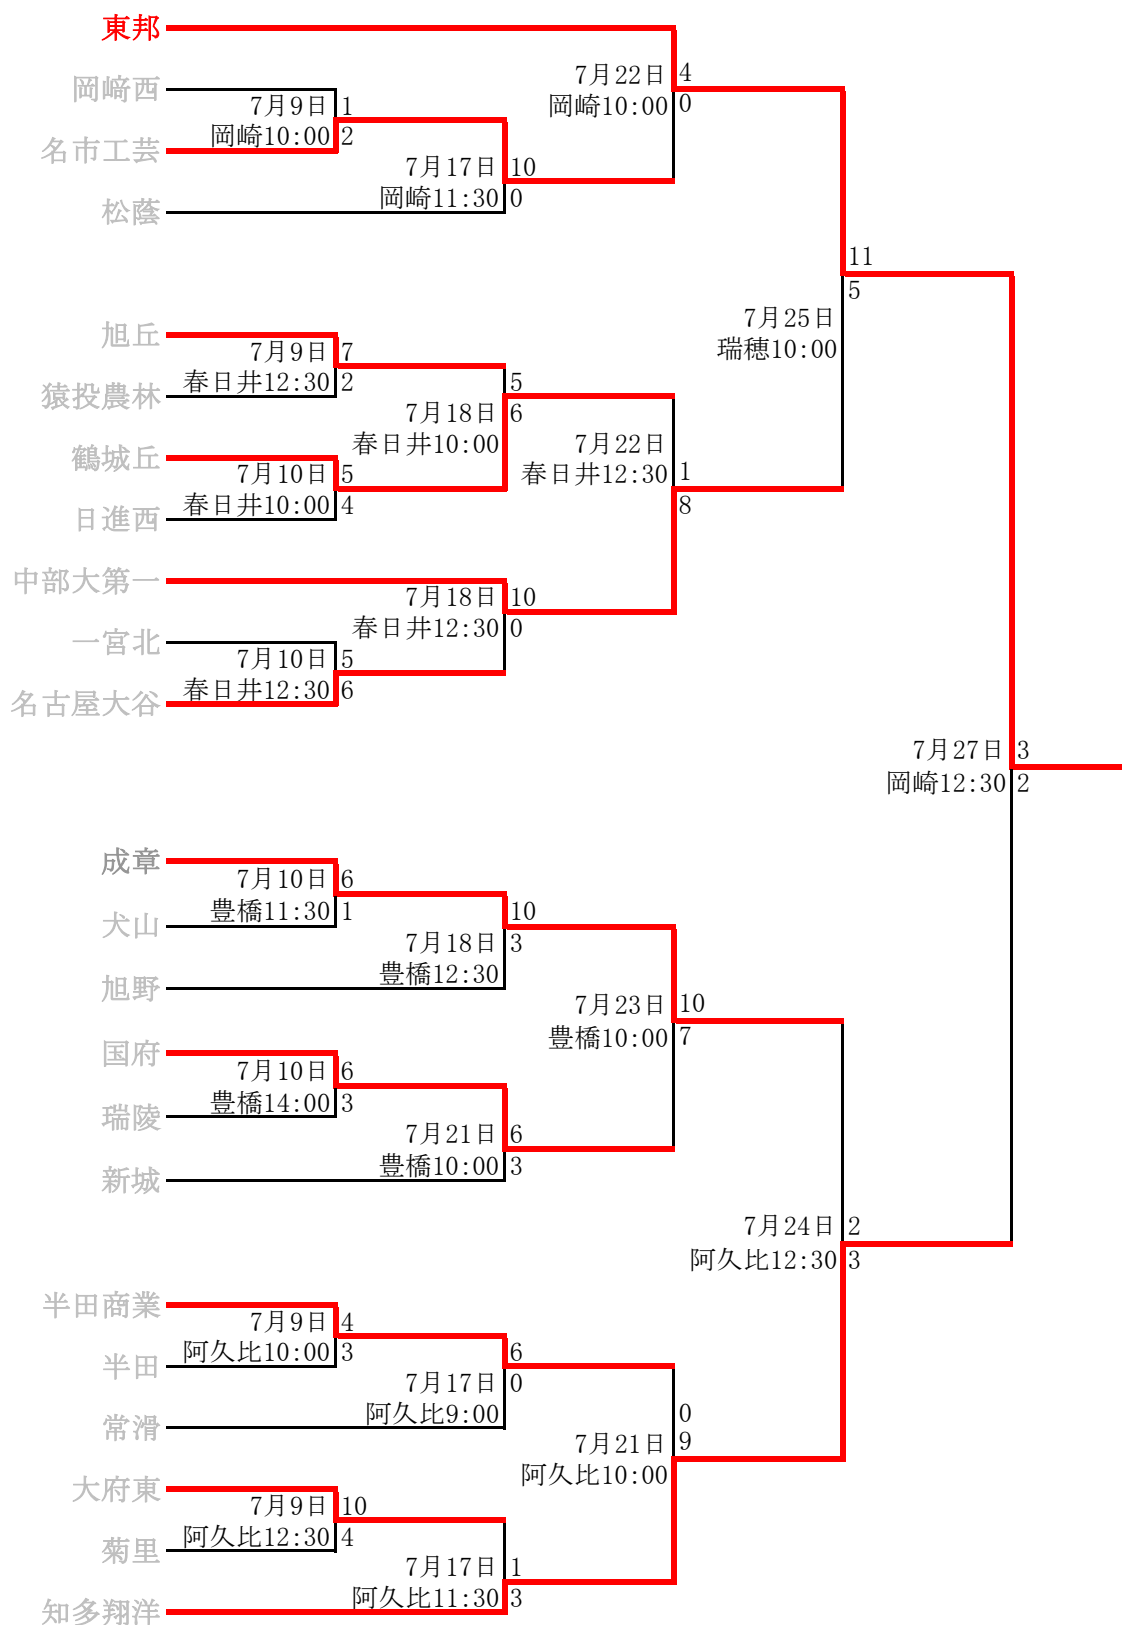 東邦
7月22日 4
岡崎10:00 0
岡﨑西
7月9日 1
岡崎10:00 2
名市工芸
7月17日 10
岡崎11:30 0
松蔭
11
5
7月25日
瑞穂10:00
旭丘
7月9日 7
春日井12:30 2
猿投農林
5
7月18日 6
春日井10:00
7月22日
春日井12:30 1
8
鶴城丘
7月10日 5
春日井10:00 4
日進西
中部大第一
7月18日 10
春日井12:30 0
一宮北
7月10日 5
春日井12:30 6
名古屋大谷
7月27日 3
岡崎12:30 2
成章
7月10日 6
豊橋11:30 1
犬山
10
7月18日 3
豊橋12:30
旭野
7月23日 10
豊橋10:00 7
国府
7月10日 6
豊橋14:00 3
瑞陵
7月21日 6
豊橋10:00 3
新城
7月24日 2
阿久比12:30 3
半田商業
7月9日 4
阿久比10:00 3
半田
6
7月17日 0
阿久比9:00
常滑
0
7月21日 9
阿久比10:00
大府東
7月9日 10
阿久比12:30 4
菊里
7月17日 1
阿久比11:30 3
知多翔洋